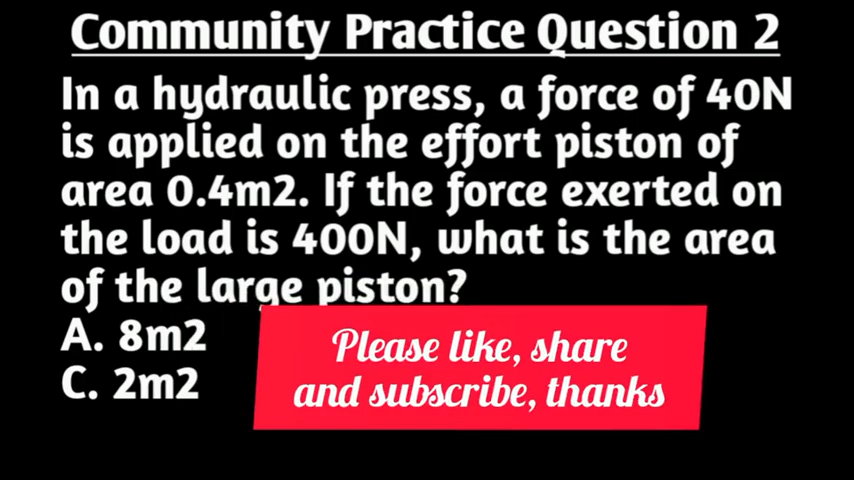 Community Practice Question 2
In a hydraulic press, a force of 40N
is applied on the effort piston of
area 0.4m2. If the force exerted on
the load is 400N, what is the area
of the large piston?
A. 8m2
C. 2m2
Please like, share
and subscribe, thanks